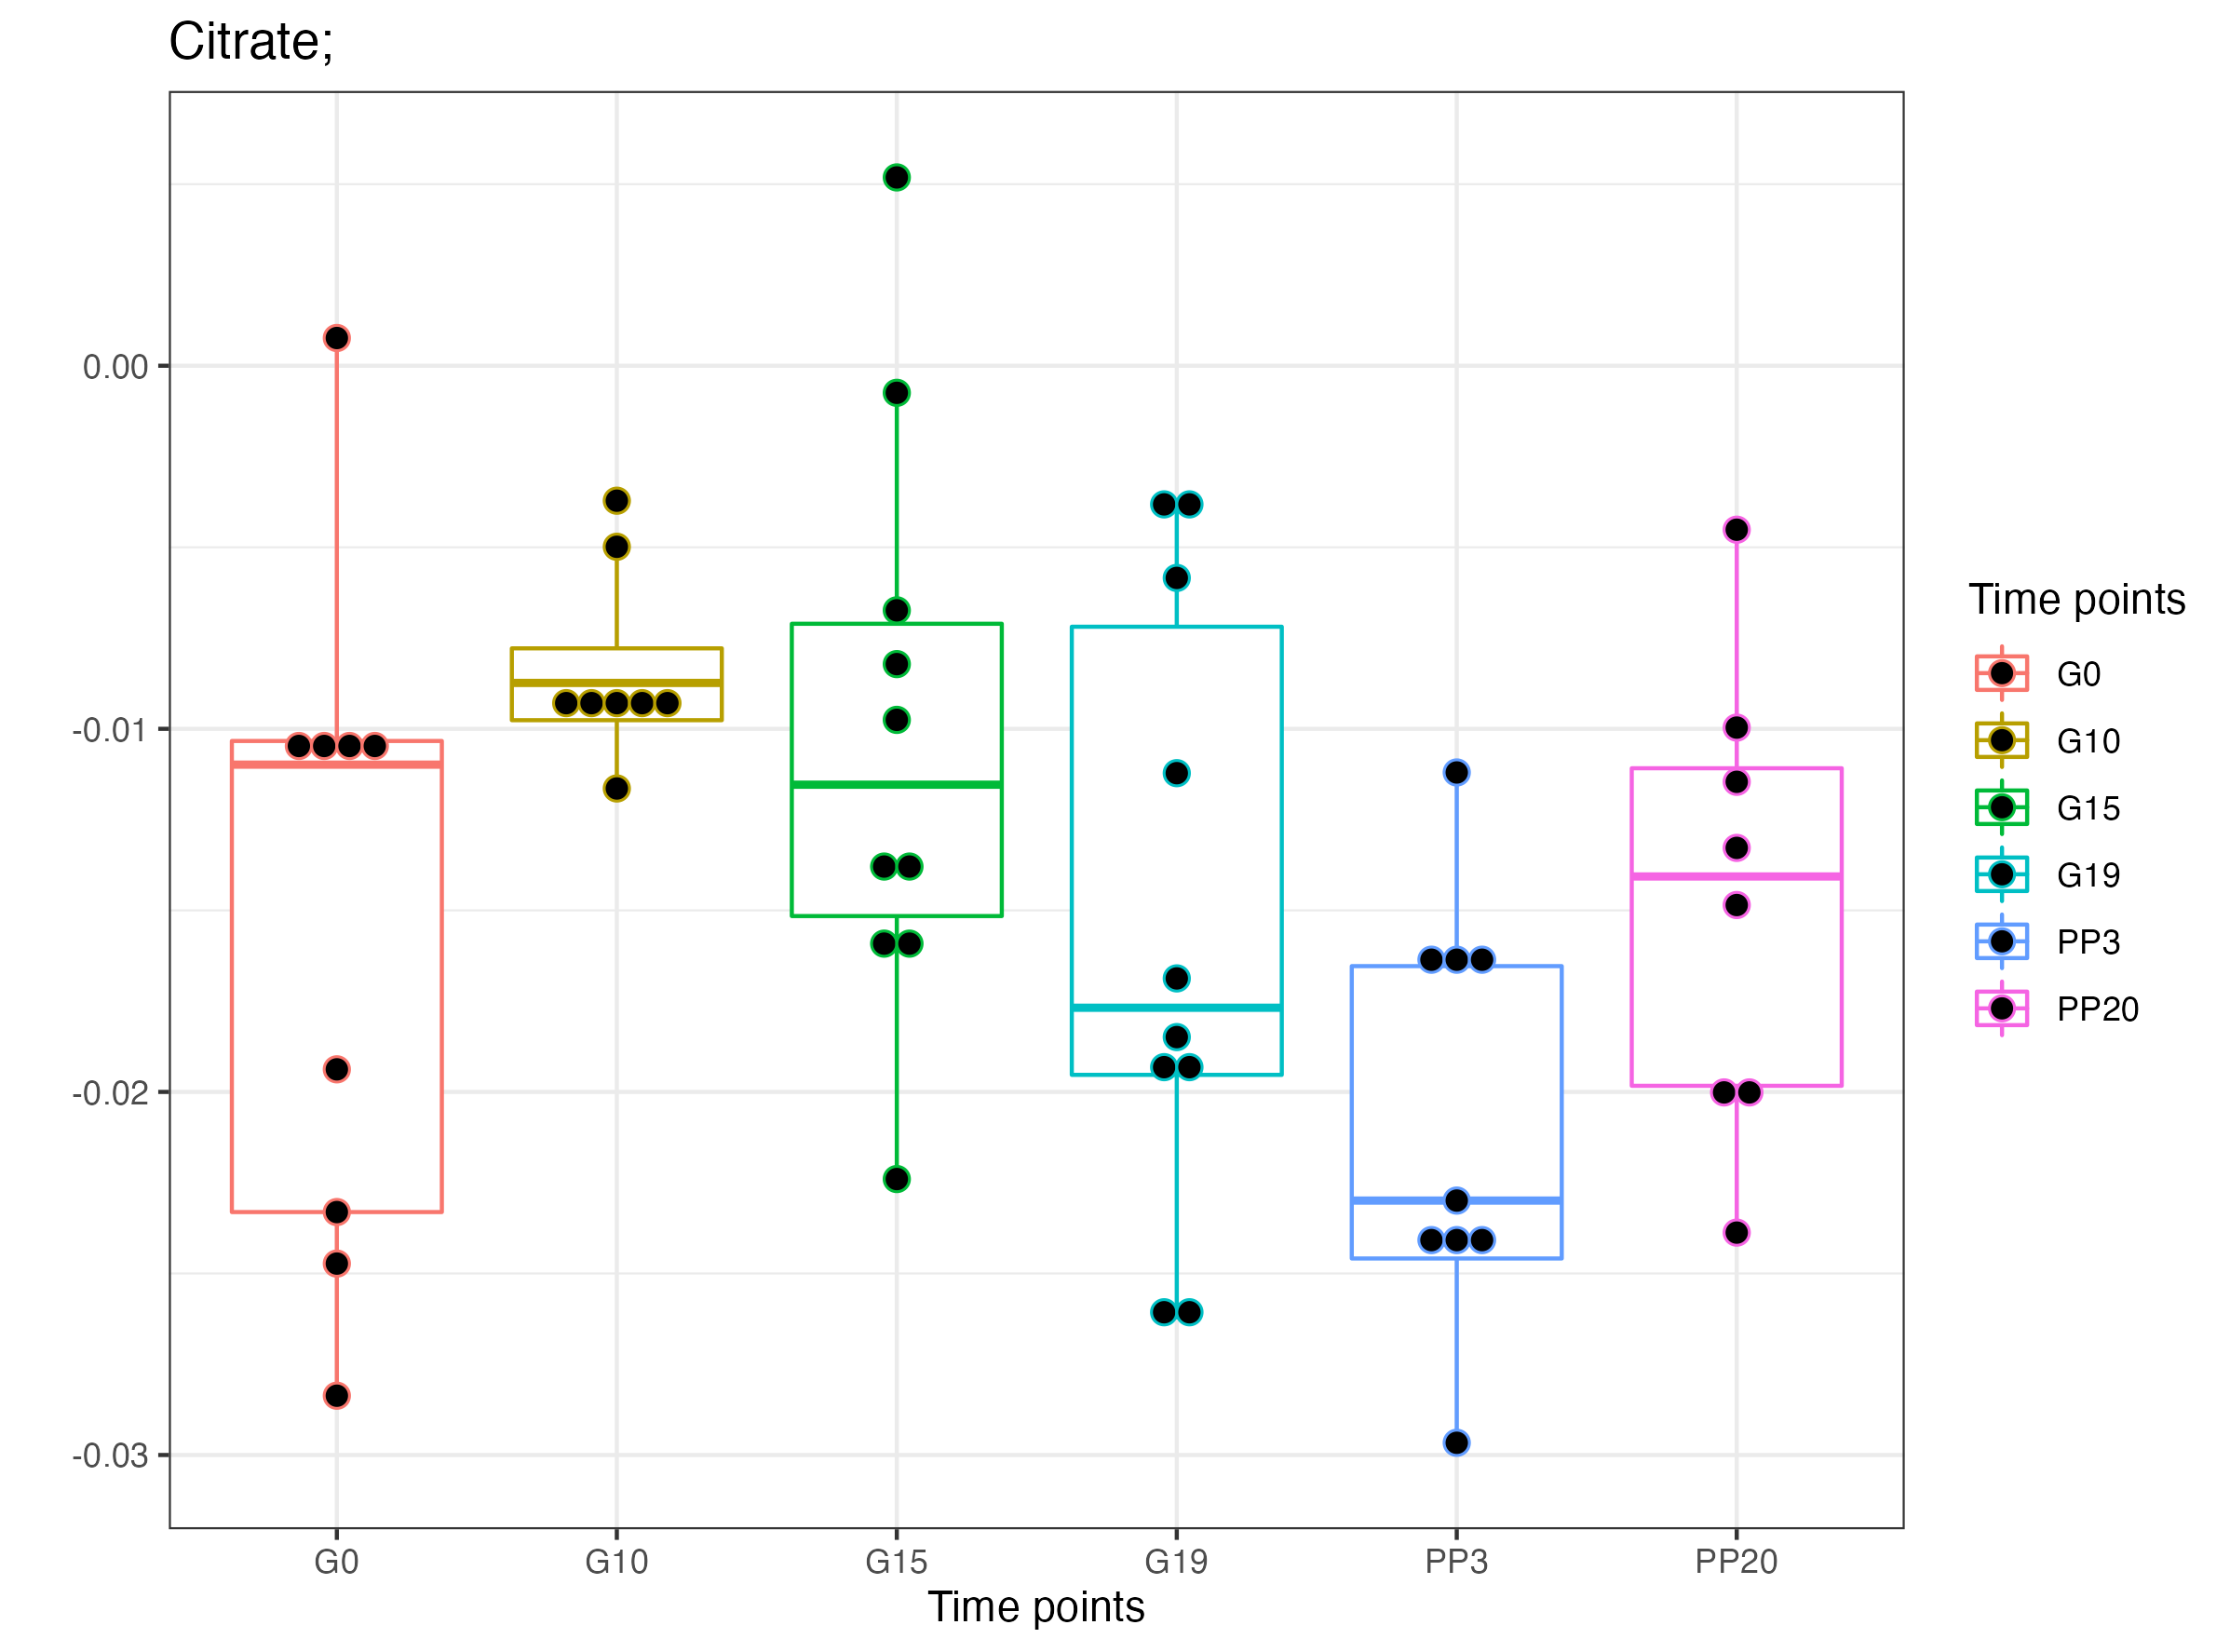 Citrate;
0.00
-0.01
-0.02
-0.03
G0 G10 G15 G19 PP3 PP20
Time points
Time points
G0
G10
G15
G19
PP3
PP20